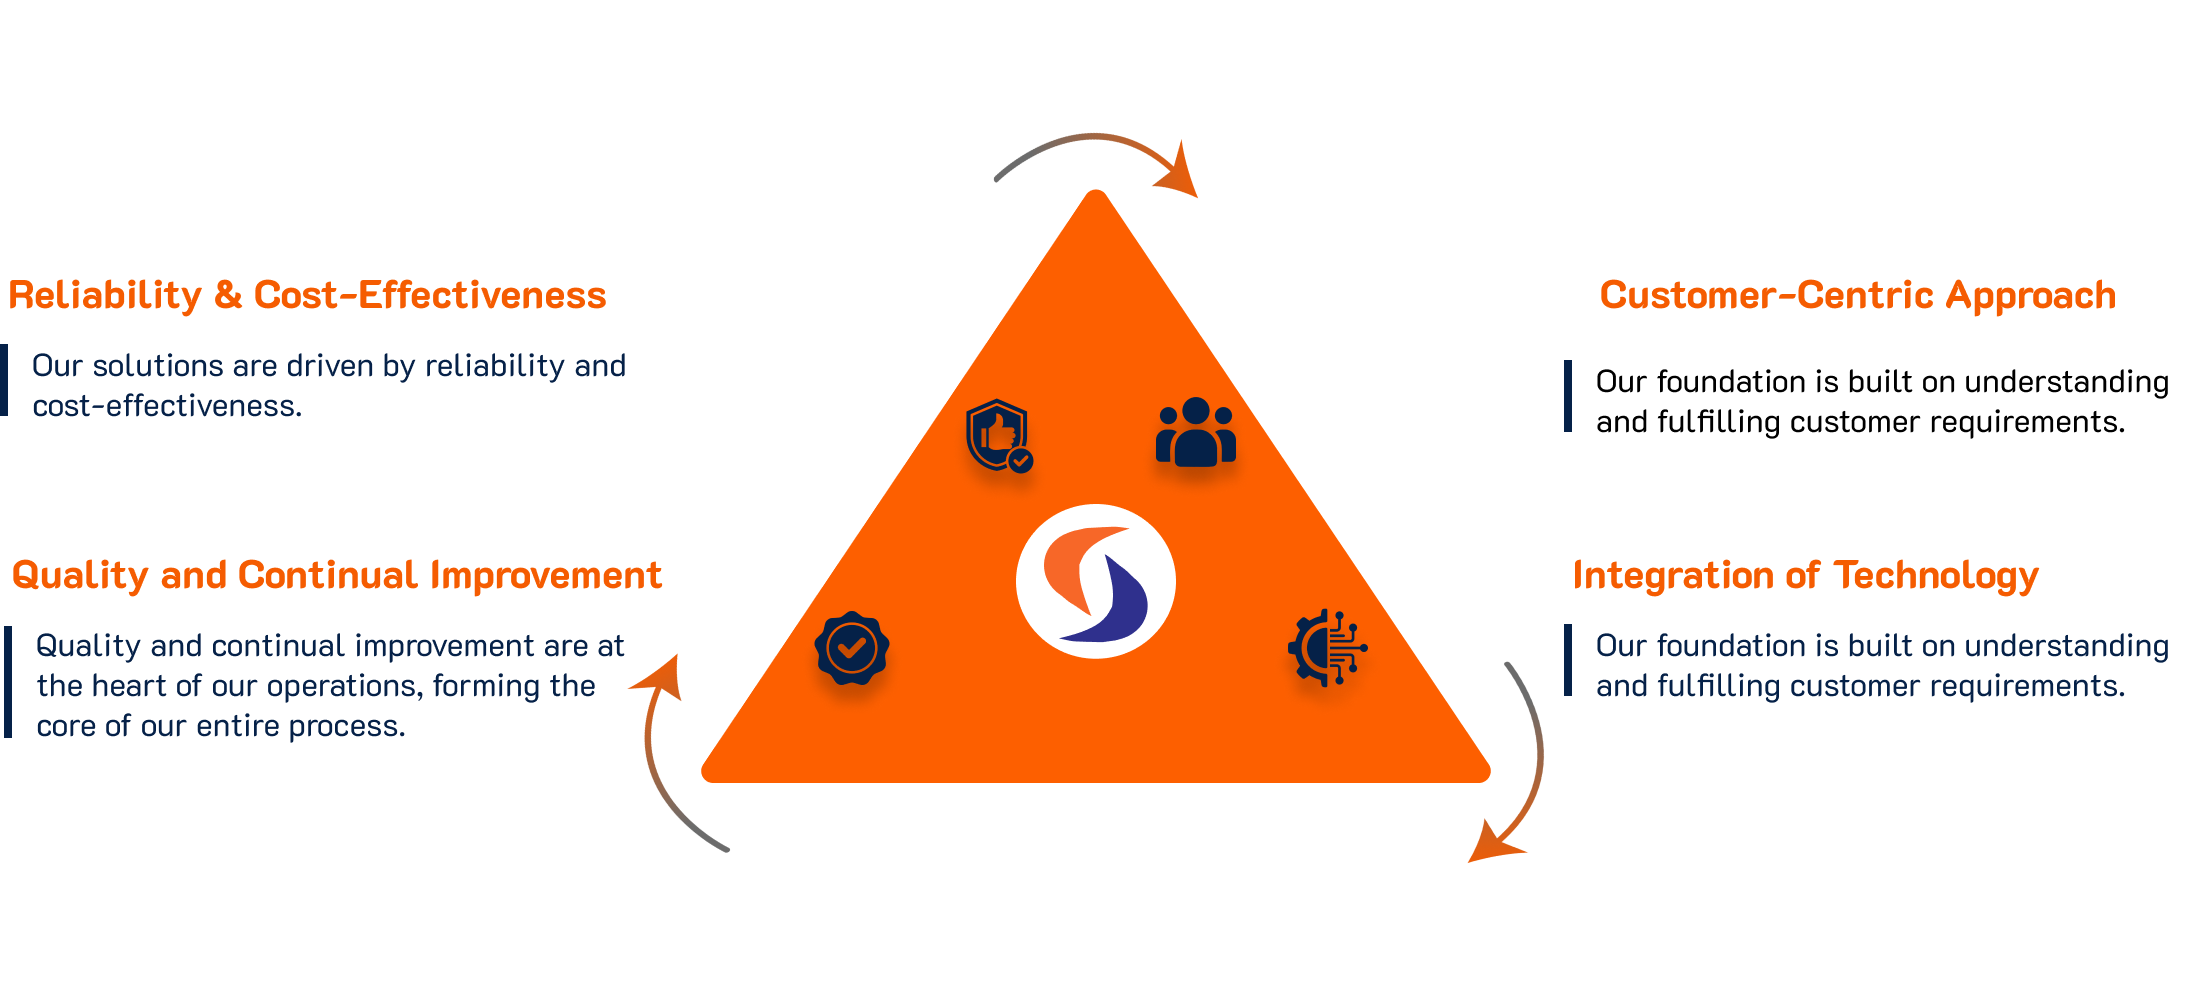 Reliability & Cost-Effectiveness
Our solutions are driven by reliability and
cost-effectiveness.
Customer-Centric Approach
Our foundation is built on understanding
and fulfilling customer requirements.
Quality and Continual Improvement
Quality and continual improvement are at
the heart of our operations, forming the
core of our entire process.
Integration of Technology
Our foundation is built on understanding
and fulfilling customer requirements.